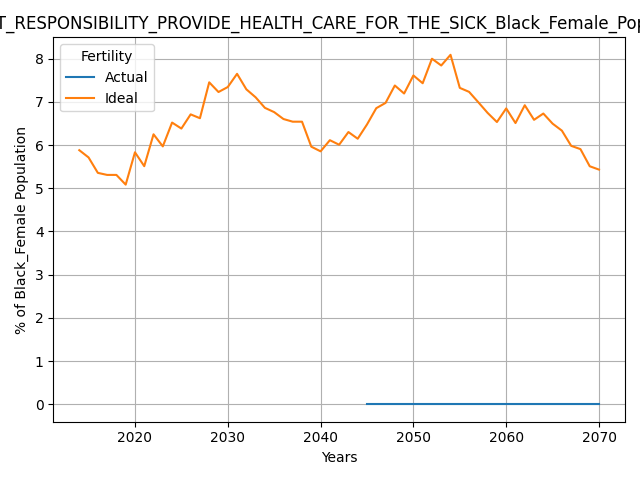 T_RESPONSIBILITY_PROVIDE_HEALTH_CARE_FOR_THE_SICK_Black_Female_Pop
Fertility
Actual
Ideal
% of Black_Female Population
8
7
6
5
4
3
2
1
0
2020 2030 2040 2050 2060 2070
Years